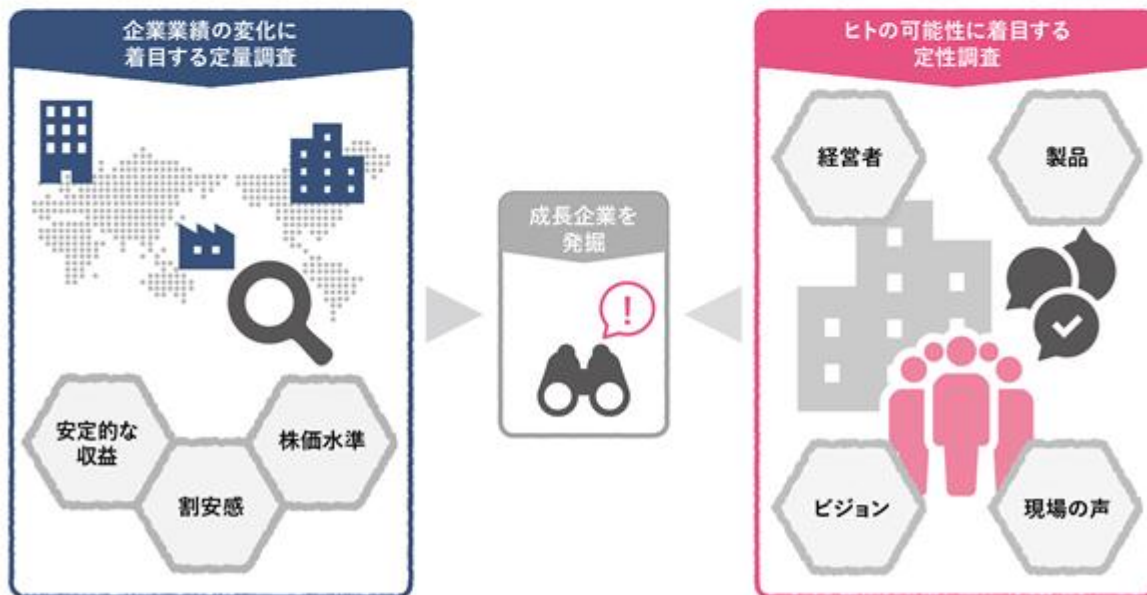 企業業績の変化に
着目する定量調査
安定的な
収益
割安感
株価水準
成長企業を
発掘
!
ヒトの可能性に着目する
定性調査
経営者
製品
ビジョン
現場の声